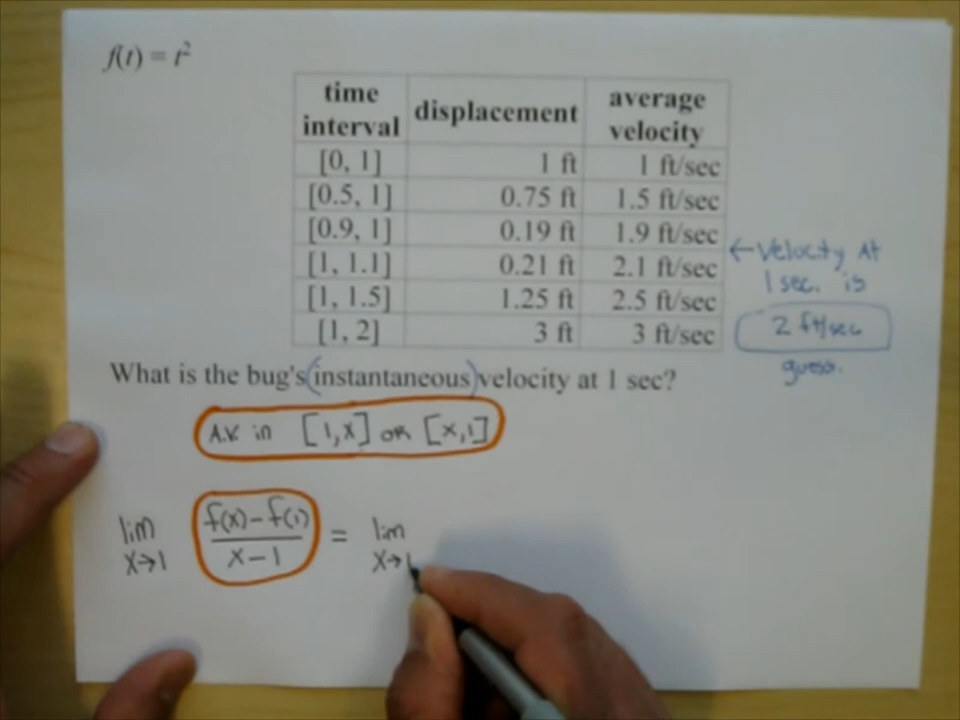 f(t) = t²
time interval displacement average velocity
[0, 1] 1 ft 1 ft/sec
[0.5, 1] 0.75 ft 1.5 ft/sec
[0.9, 1] 0.19 ft 1.9 ft/sec
[1, 1.1] 0.21 ft 2.1 ft/sec
[1, 1.5] 1.25 ft 2.5 ft/sec
[1, 2] 3 ft 3 ft/sec
← Velocity At
1 sec. is
2 ft/sec
guess.
What is the bug's (instantaneous) velocity at 1 sec?
A.V. in [1,x] or [x,1]
lim x→1 f(x)-f(1) / x-1 = lim x→1